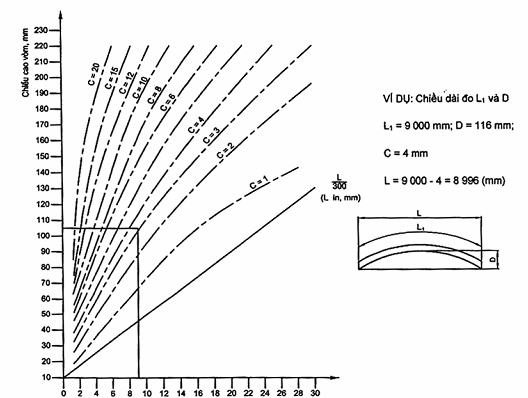 Chiều cao vòm, mm
230
220
210
200
190
180
170
160
150
140
130
120
110
100
90
80
70
60
50
40
30
20
10
C = 20
C = 15
C = 12
C = 10
C = 8
C = 6
C = 4
C = 3
C = 2
C = 1
L
300
(L in, mm)
0 2 4 6 8 10 12 14 16 18 20 22 24 26 28 30
VÍ DỤ: Chiều dài đo L₁ và D
L₁ = 9 000 mm; D = 116 mm;
C = 4 mm
L = 9 000 - 4 = 8 996 (mm)
L
L₁
D